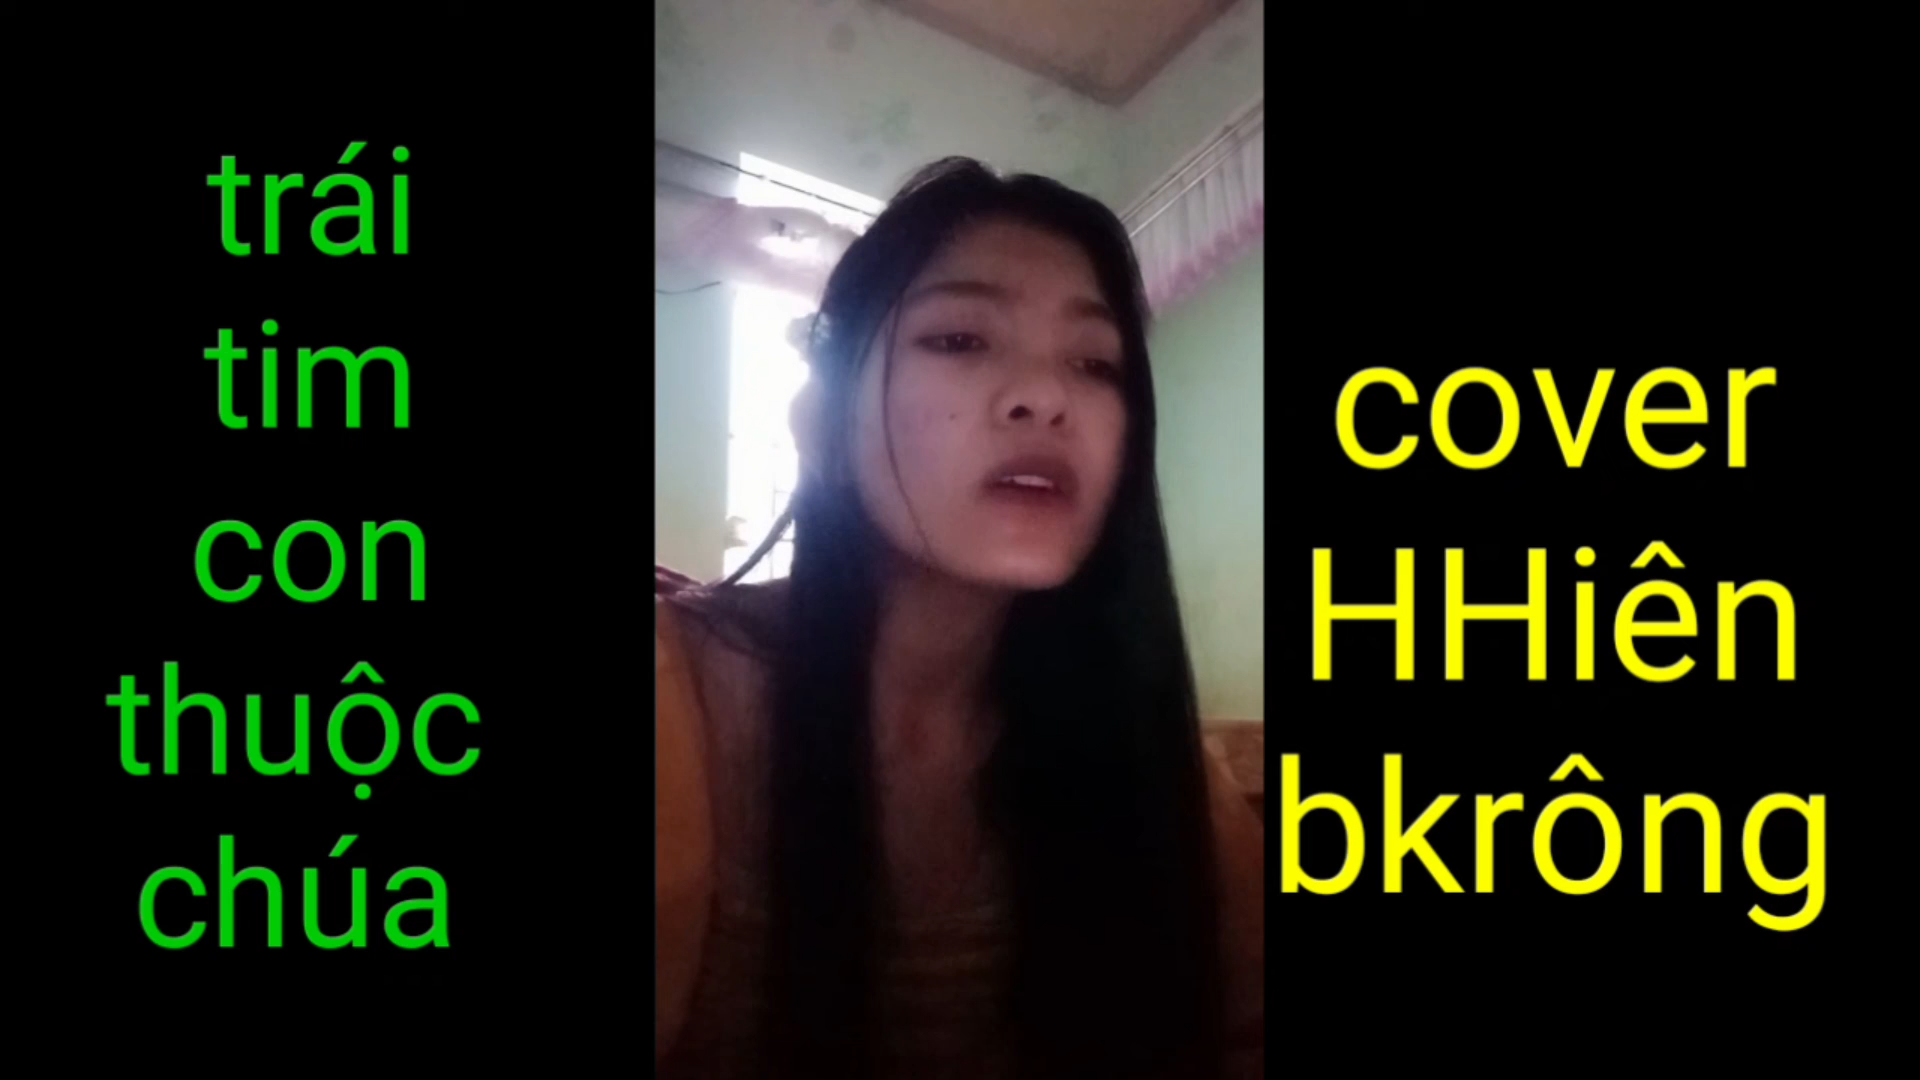 trái
tim
con
thuộc
chúa
cover
HHiên
bkrông